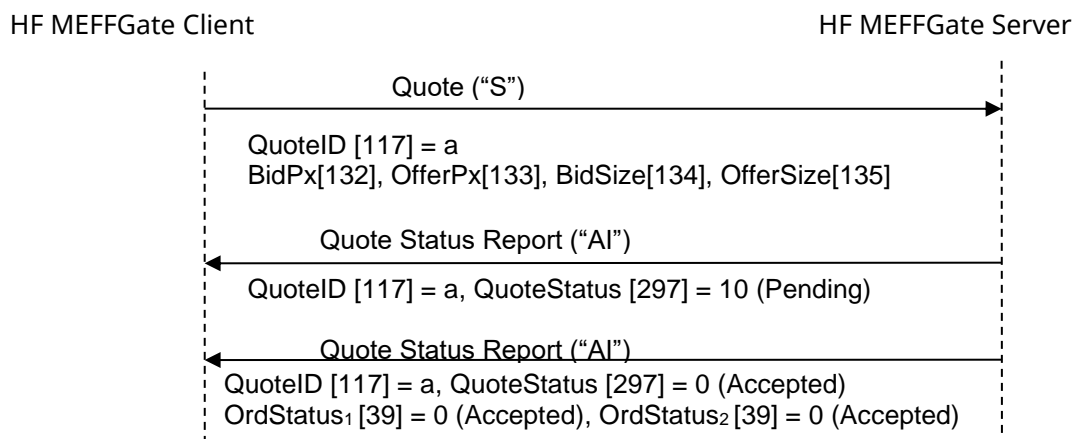 HF MEFFGate Client HF MEFFGate Server
Quote (“S”)
QuoteID [117] = a
BidPx[132], OfferPx[133], BidSize[134], OfferSize[135]
Quote Status Report (“AI”)
QuoteID [117] = a, QuoteStatus [297] = 10 (Pending)
Quote Status Report (“AI”)
QuoteID [117] = a, QuoteStatus [297] = 0 (Accepted)
OrdStatus₁ [39] = 0 (Accepted), OrdStatus₂ [39] = 0 (Accepted)